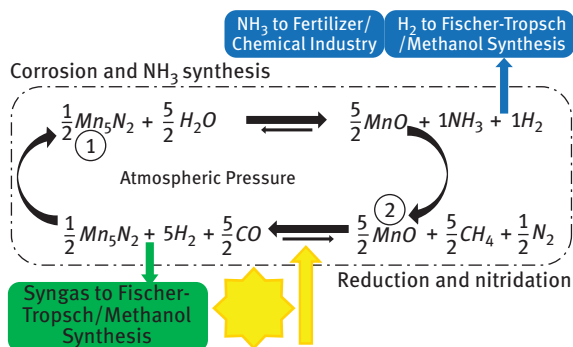 NH₃ to Fertilizer/
Chemical Industry
H₂ to Fischer-Tropsch
/Methanol Synthesis
Corrosion and NH₃ synthesis
½Mn₅N₂ + 5/2 H₂O ⇌ 5/2 MnO + 1NH₃ + 1H₂
1
Atmospheric Pressure
2
½ Mn₅N₂ + 5H₂ + 5/2 CO ⇌ 5/2 MnO + 5/2 CH₄ + ½ N₂
Reduction and nitridation
Syngas to Fischer-
Tropsch/Methanol
Synthesis